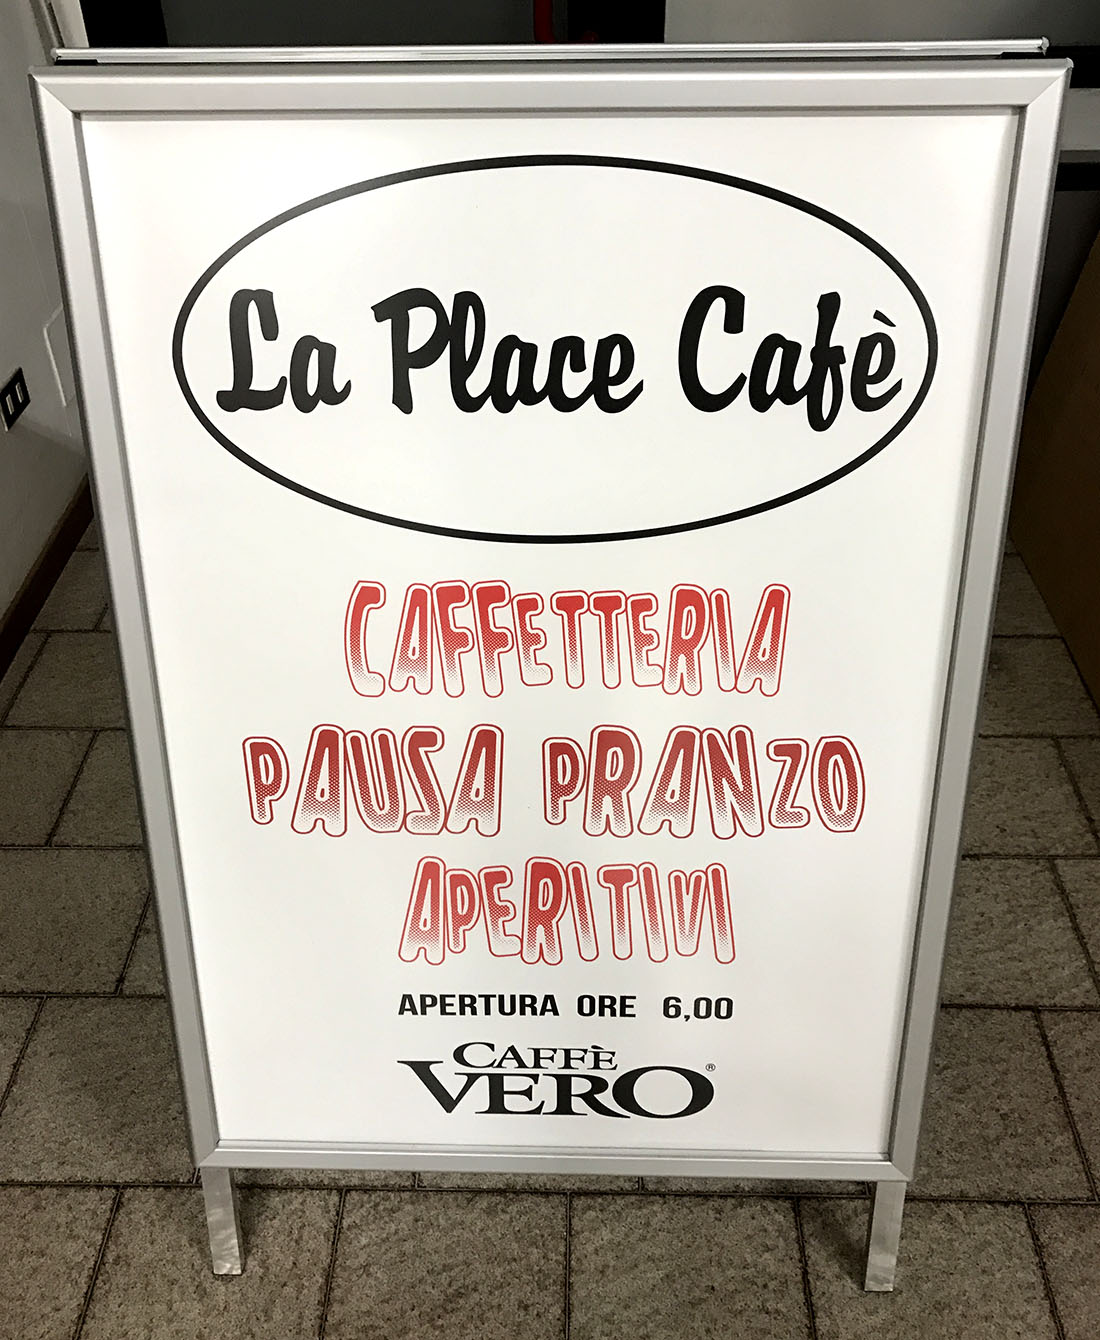 La Place Cafè
CAFFETTERIA
PAUSA PRANZO
APERITIVI
APERTURA ORE 6,00
CAFFÈ
VERO®